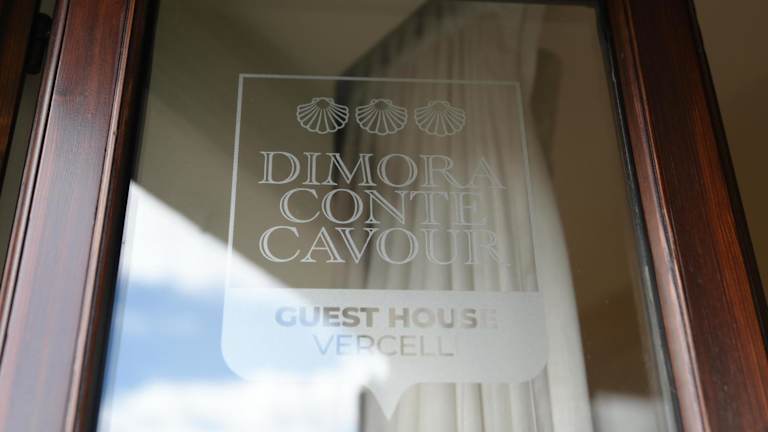 DIMORA
CONTE
CAVOUR
GUEST HOUSE
VERCELLI